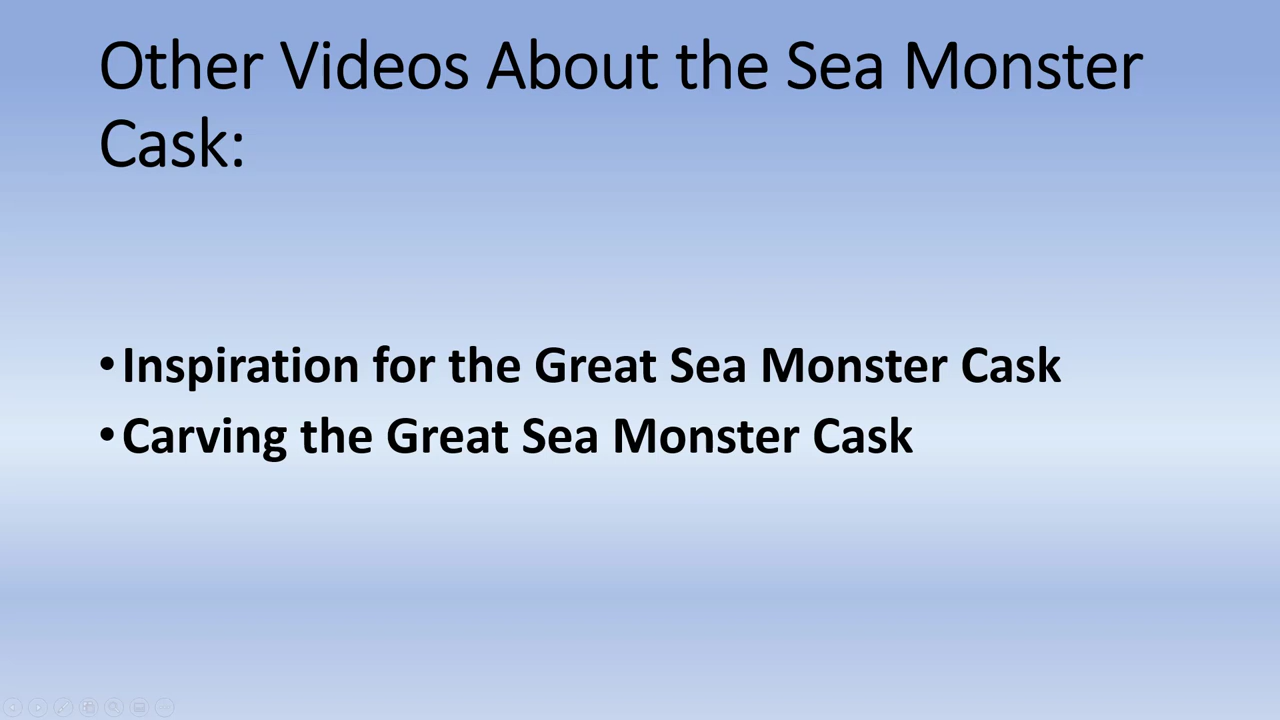 Other Videos About the Sea Monster
Cask:
•Inspiration for the Great Sea Monster Cask
•Carving the Great Sea Monster Cask